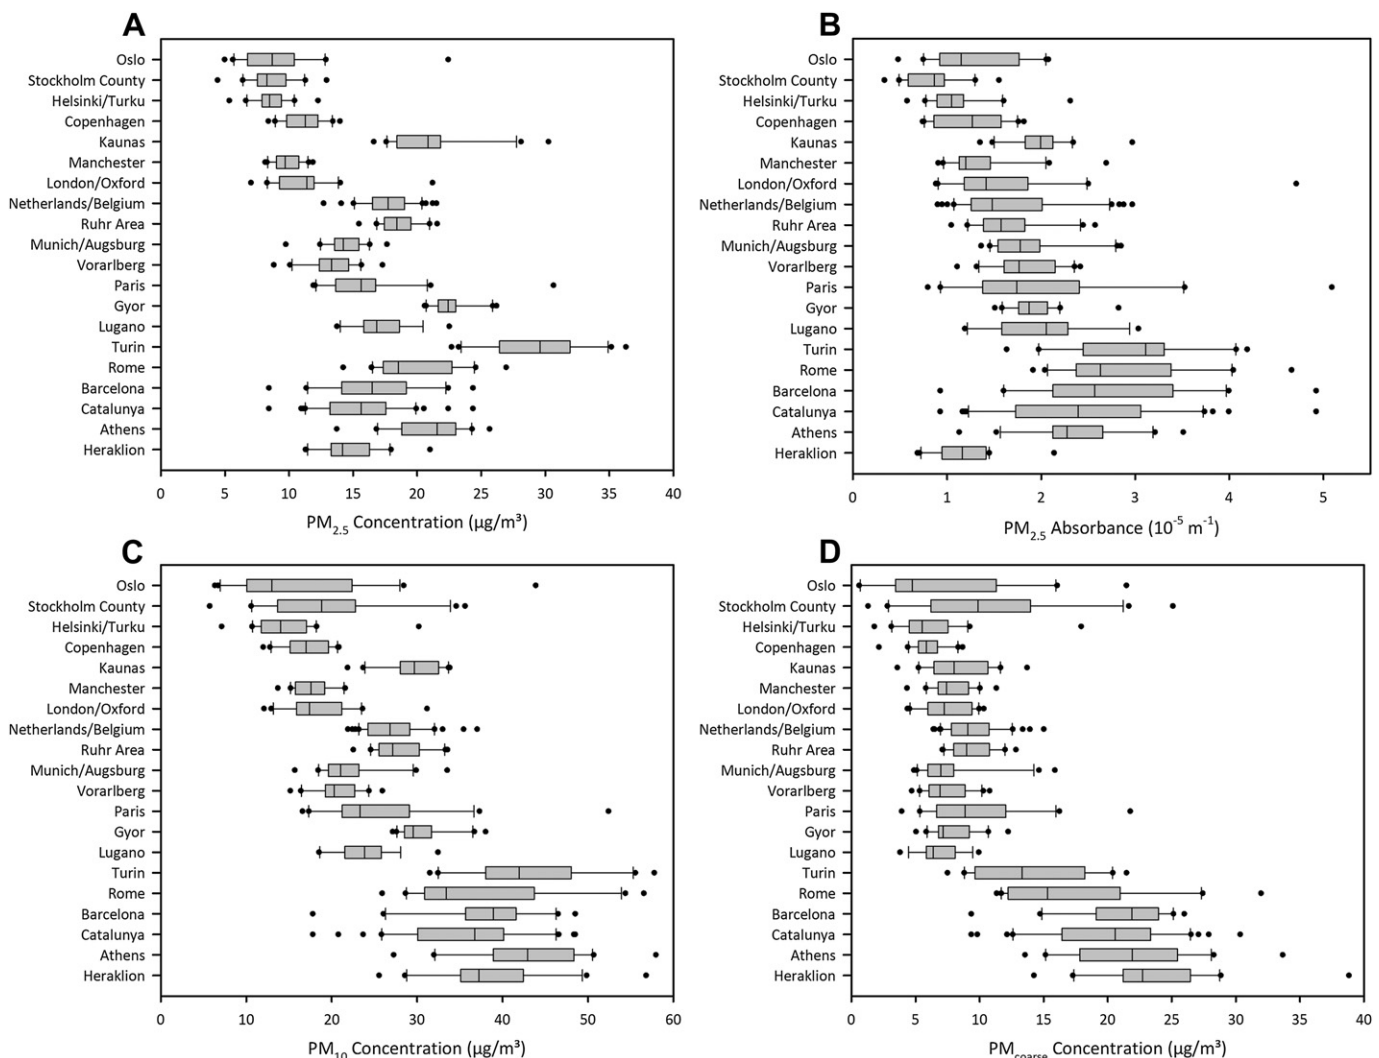 A
Oslo
Stockholm County
Helsinki/Turku
Copenhagen
Kaunas
Manchester
London/Oxford
Netherlands/Belgium
Ruhr Area
Munich/Augsburg
Vorarlberg
Paris
Gyor
Lugano
Turin
Rome
Barcelona
Catalunya
Athens
Heraklion
0 5 10 15 20 25 30 35 40
PM2.5 Concentration (µg/m³)
B
Oslo
Stockholm County
Helsinki/Turku
Copenhagen
Kaunas
Manchester
London/Oxford
Netherlands/Belgium
Ruhr Area
Munich/Augsburg
Vorarlberg
Paris
Gyor
Lugano
Turin
Rome
Barcelona
Catalunya
Athens
Heraklion
0 1 2 3 4 5
PM2.5 Absorbance (10-5 m-1)
C
Oslo
Stockholm County
Helsinki/Turku
Copenhagen
Kaunas
Manchester
London/Oxford
Netherlands/Belgium
Ruhr Area
Munich/Augsburg
Vorarlberg
Paris
Gyor
Lugano
Turin
Rome
Barcelona
Catalunya
Athens
Heraklion
0 10 20 30 40 50 60
PM10 Concentration (µg/m³)
D
Oslo
Stockholm County
Helsinki/Turku
Copenhagen
Kaunas
Manchester
London/Oxford
Netherlands/Belgium
Ruhr Area
Munich/Augsburg
Vorarlberg
Paris
Gyor
Lugano
Turin
Rome
Barcelona
Catalunya
Athens
Heraklion
0 5 10 15 20 25 30 35 40
PMcoarse Concentration (µg/m³)